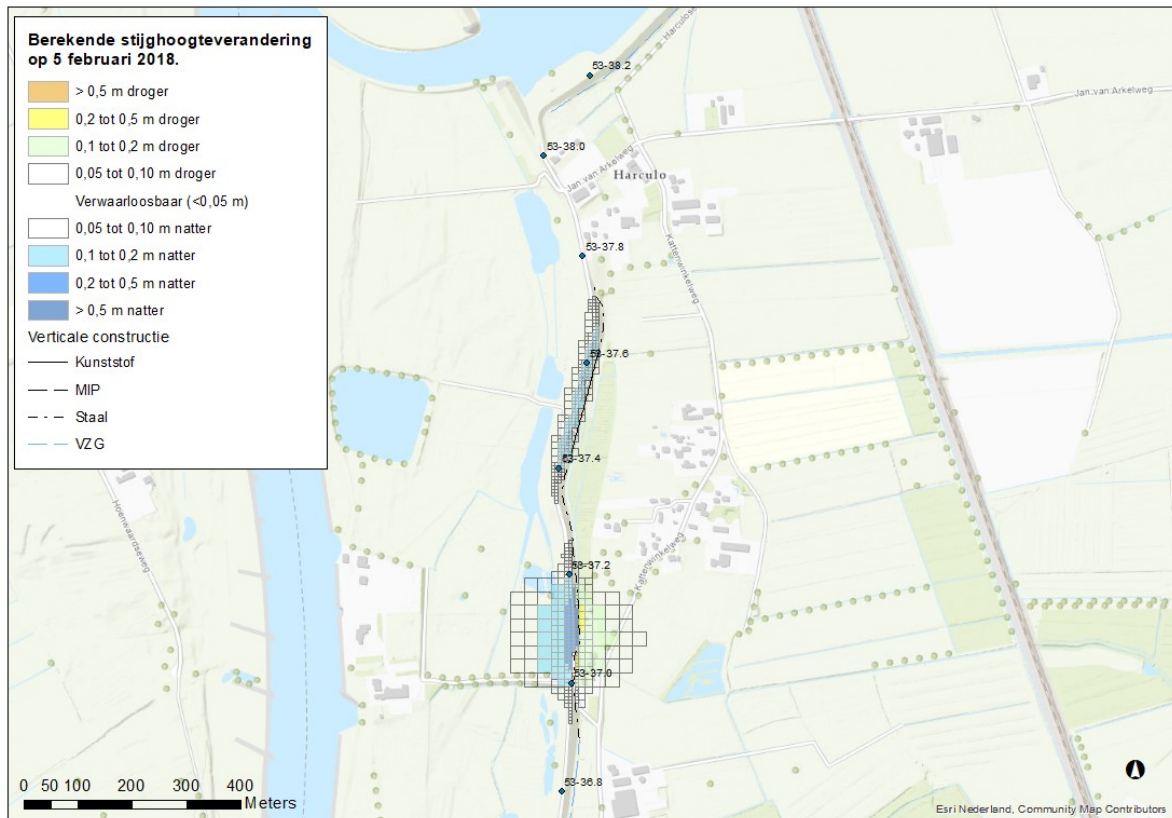 Berekende stijghoogteverandering
op 5 februari 2018.
> 0,5 m droger
0,2 tot 0,5 m droger
0,1 tot 0,2 m droger
0,05 tot 0,10 m droger
Verwaarloosbaar (<0,05 m)
0,05 tot 0,10 m natter
0,1 tot 0,2 m natter
0,2 tot 0,5 m natter
> 0,5 m natter
Verticale constructie
Kunststof
MIP
Staal
VZG
53-38.2
Jan van Arkelweg
53-38.0
Jan van Arkelweg
Harculo
53-37.8
Kattenwinkelweg
53-37.6
53-37.4
Hoenwaardseweg
53-37.2
Kattenwinkelweg
53-37.0
53-36.8
0 50 100 200 300 400
Meters
Esri Nederland, Community Map Contributors